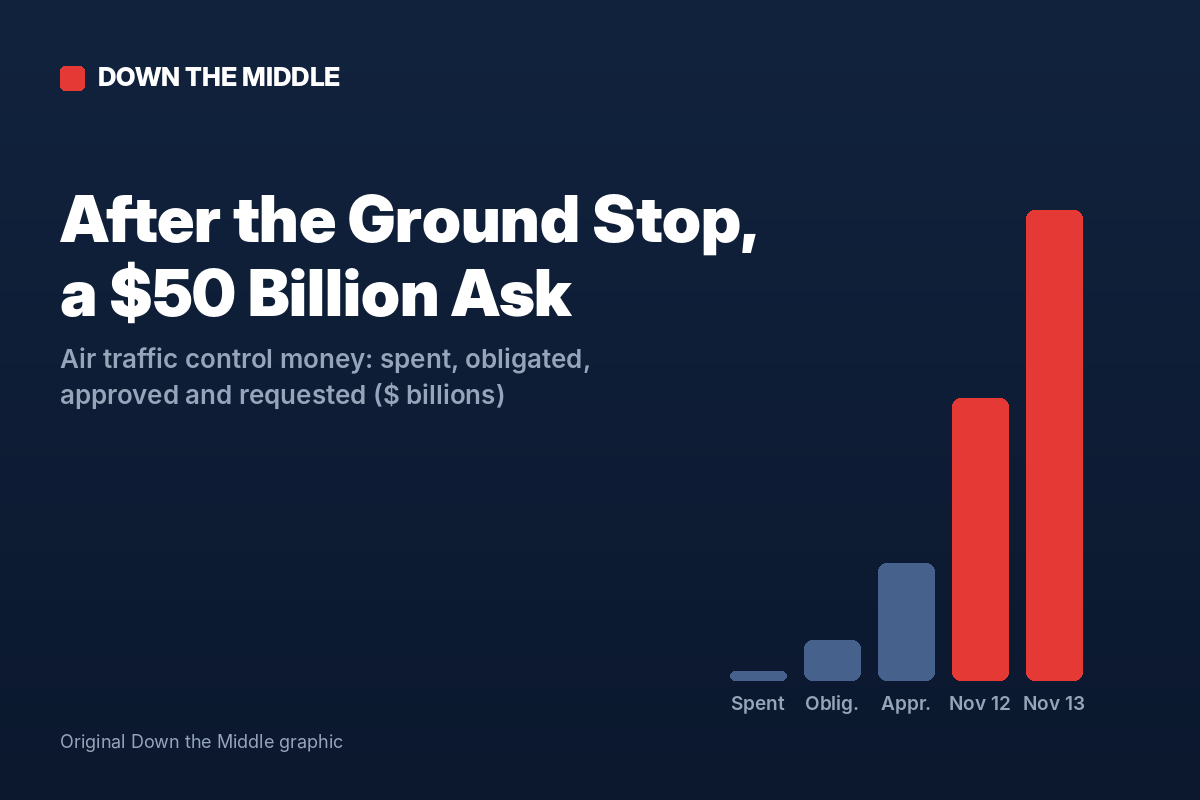 DOWN THE MIDDLE
After the Ground Stop,
a $50 Billion Ask
Air traffic control money: spent, obligated,
approved and requested ($ billions)
Spent Oblig. Appr. Nov 12 Nov 13
Original Down the Middle graphic